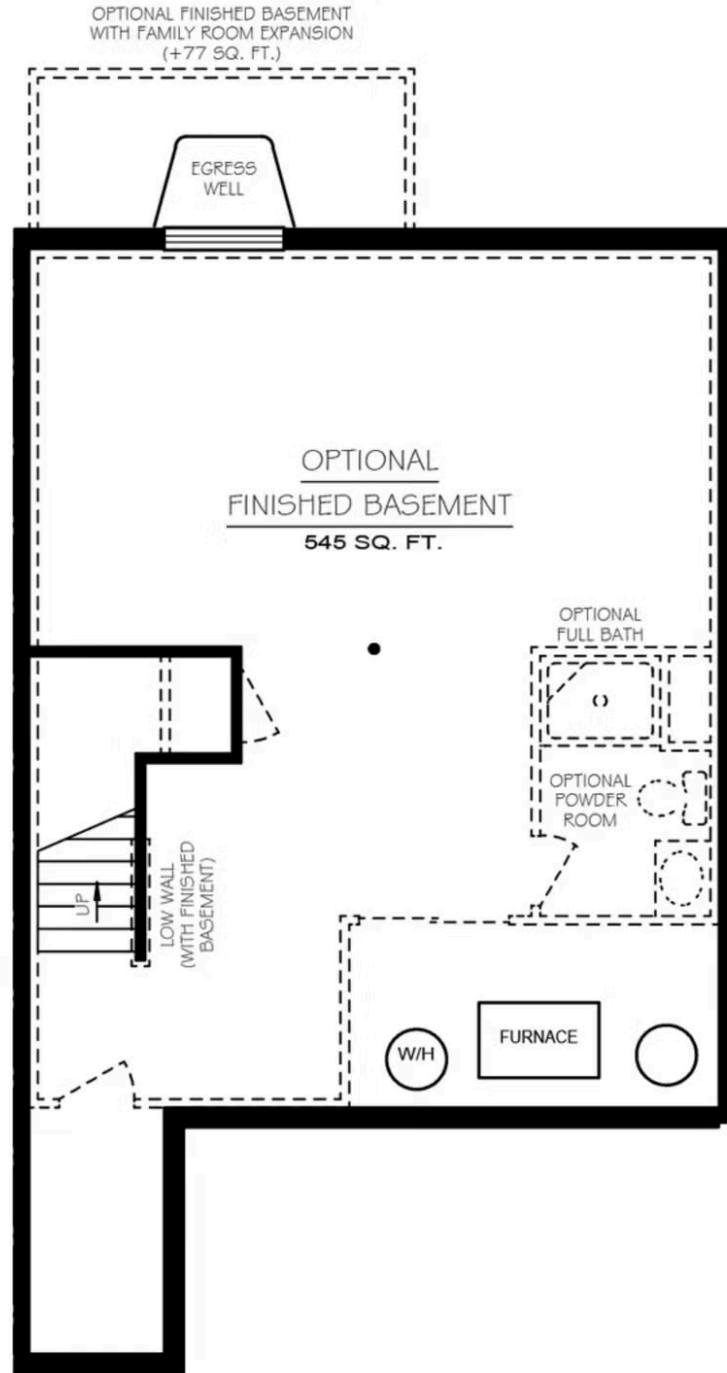 OPTIONAL FINISHED BASEMENT
WITH FAMILY ROOM EXPANSION
(+77 SQ. FT.)
EGRESS
WELL
OPTIONAL
FINISHED BASEMENT
545 SQ. FT.
OPTIONAL
FULL BATH
OPTIONAL
POWDER
ROOM
UP
LOW WALL
(WITH FINISHED
BASEMENT)
W/H
FURNACE